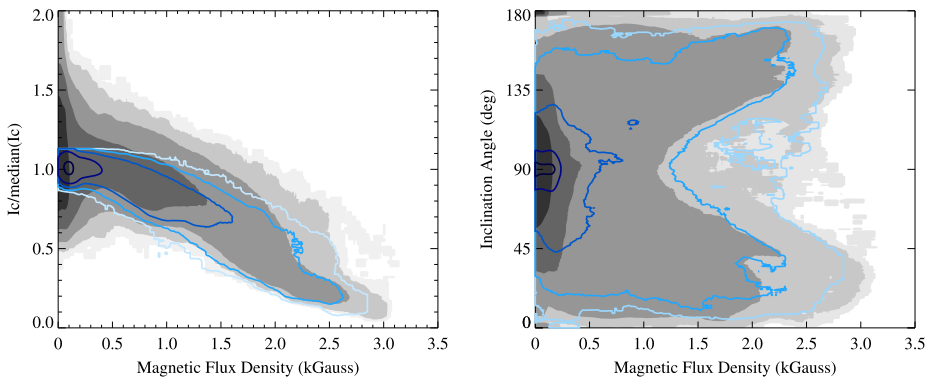 2.0
1.5
1.0
0.5
0.0
Ic/median(Ic)
0 0.5 1.0 1.5 2.0 2.5 3.0 3.5
Magnetic Flux Density (kGauss)
180
135
90
45
0
Inclination Angle (deg)
0 0.5 1.0 1.5 2.0 2.5 3.0 3.5
Magnetic Flux Density (kGauss)